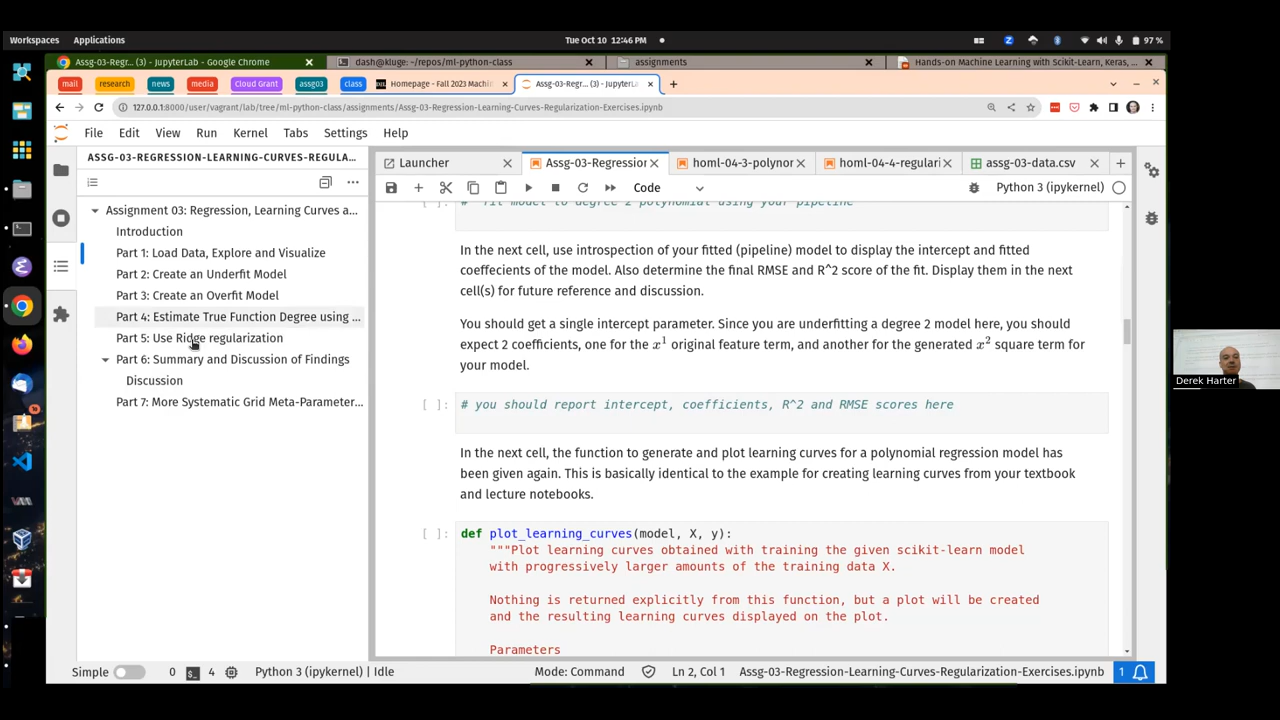 Workspaces Applications Tue Oct 10 12:46 PM 97 %
Assg-03-Regr... (3) - JupyterLab - Google Chrome dash@kluge: ~/repos/ml-python-class assignments Hands-on Machine Learning with Scikit-Learn, Keras, ...
mail research news media Cloud Grant assg03 class Homepage - Fall 2023 Machin Assg-03-Regr... (3) - JupyterL
127.0.0.1:8000/user/vagrant/lab/tree/ml-python-class/assignments/Assg-03-Regression-Learning-Curves-Regularization-Exercises.ipynb
File Edit View Run Kernel Tabs Settings Help
ASSG-03-REGRESSION-LEARNING-CURVES-REGULA...
Launcher Assg-03-Regression homl-04-3-polynor homl-04-4-regulari assg-03-data.csv
Code Python 3 (ipykernel)
Assignment 03: Regression, Learning Curves a...
Introduction
Part 1: Load Data, Explore and Visualize
Part 2: Create an Underfit Model
Part 3: Create an Overfit Model
Part 4: Estimate True Function Degree using ...
Part 5: Use Ridge regularization
Part 6: Summary and Discussion of Findings
Discussion
Part 7: More Systematic Grid Meta-Parameter...
[ ]: # fit model to degree 2 polynomial using your pipeline
In the next cell, use introspection of your fitted (pipeline) model to display the intercept and fitted
coeffecients of the model. Also determine the final RMSE and R^2 score of the fit. Display them in the next
cell(s) for future reference and discussion.
You should get a single intercept parameter. Since you are underfitting a degree 2 model here, you should
expect 2 coefficients, one for the x¹ original feature term, and another for the generated x² square term for
your model.
[ ]: # you should report intercept, coefficients, R^2 and RMSE scores here
In the next cell, the function to generate and plot learning curves for a polynomial regression model has
been given again. This is basically identical to the example for creating learning curves from your textbook
and lecture notebooks.
[ ]: def plot_learning_curves(model, X, y):
"""Plot learning curves obtained with training the given scikit-learn model
with progressively larger amounts of the training data X.
Nothing is returned explicitly from this function, but a plot will be created
and the resulting learning curves displayed on the plot.
Parameters
Derek Harter
Simple 0 4 Python 3 (ipykernel) | Idle Mode: Command Ln 2, Col 1 Assg-03-Regression-Learning-Curves-Regularization-Exercises.ipynb 1